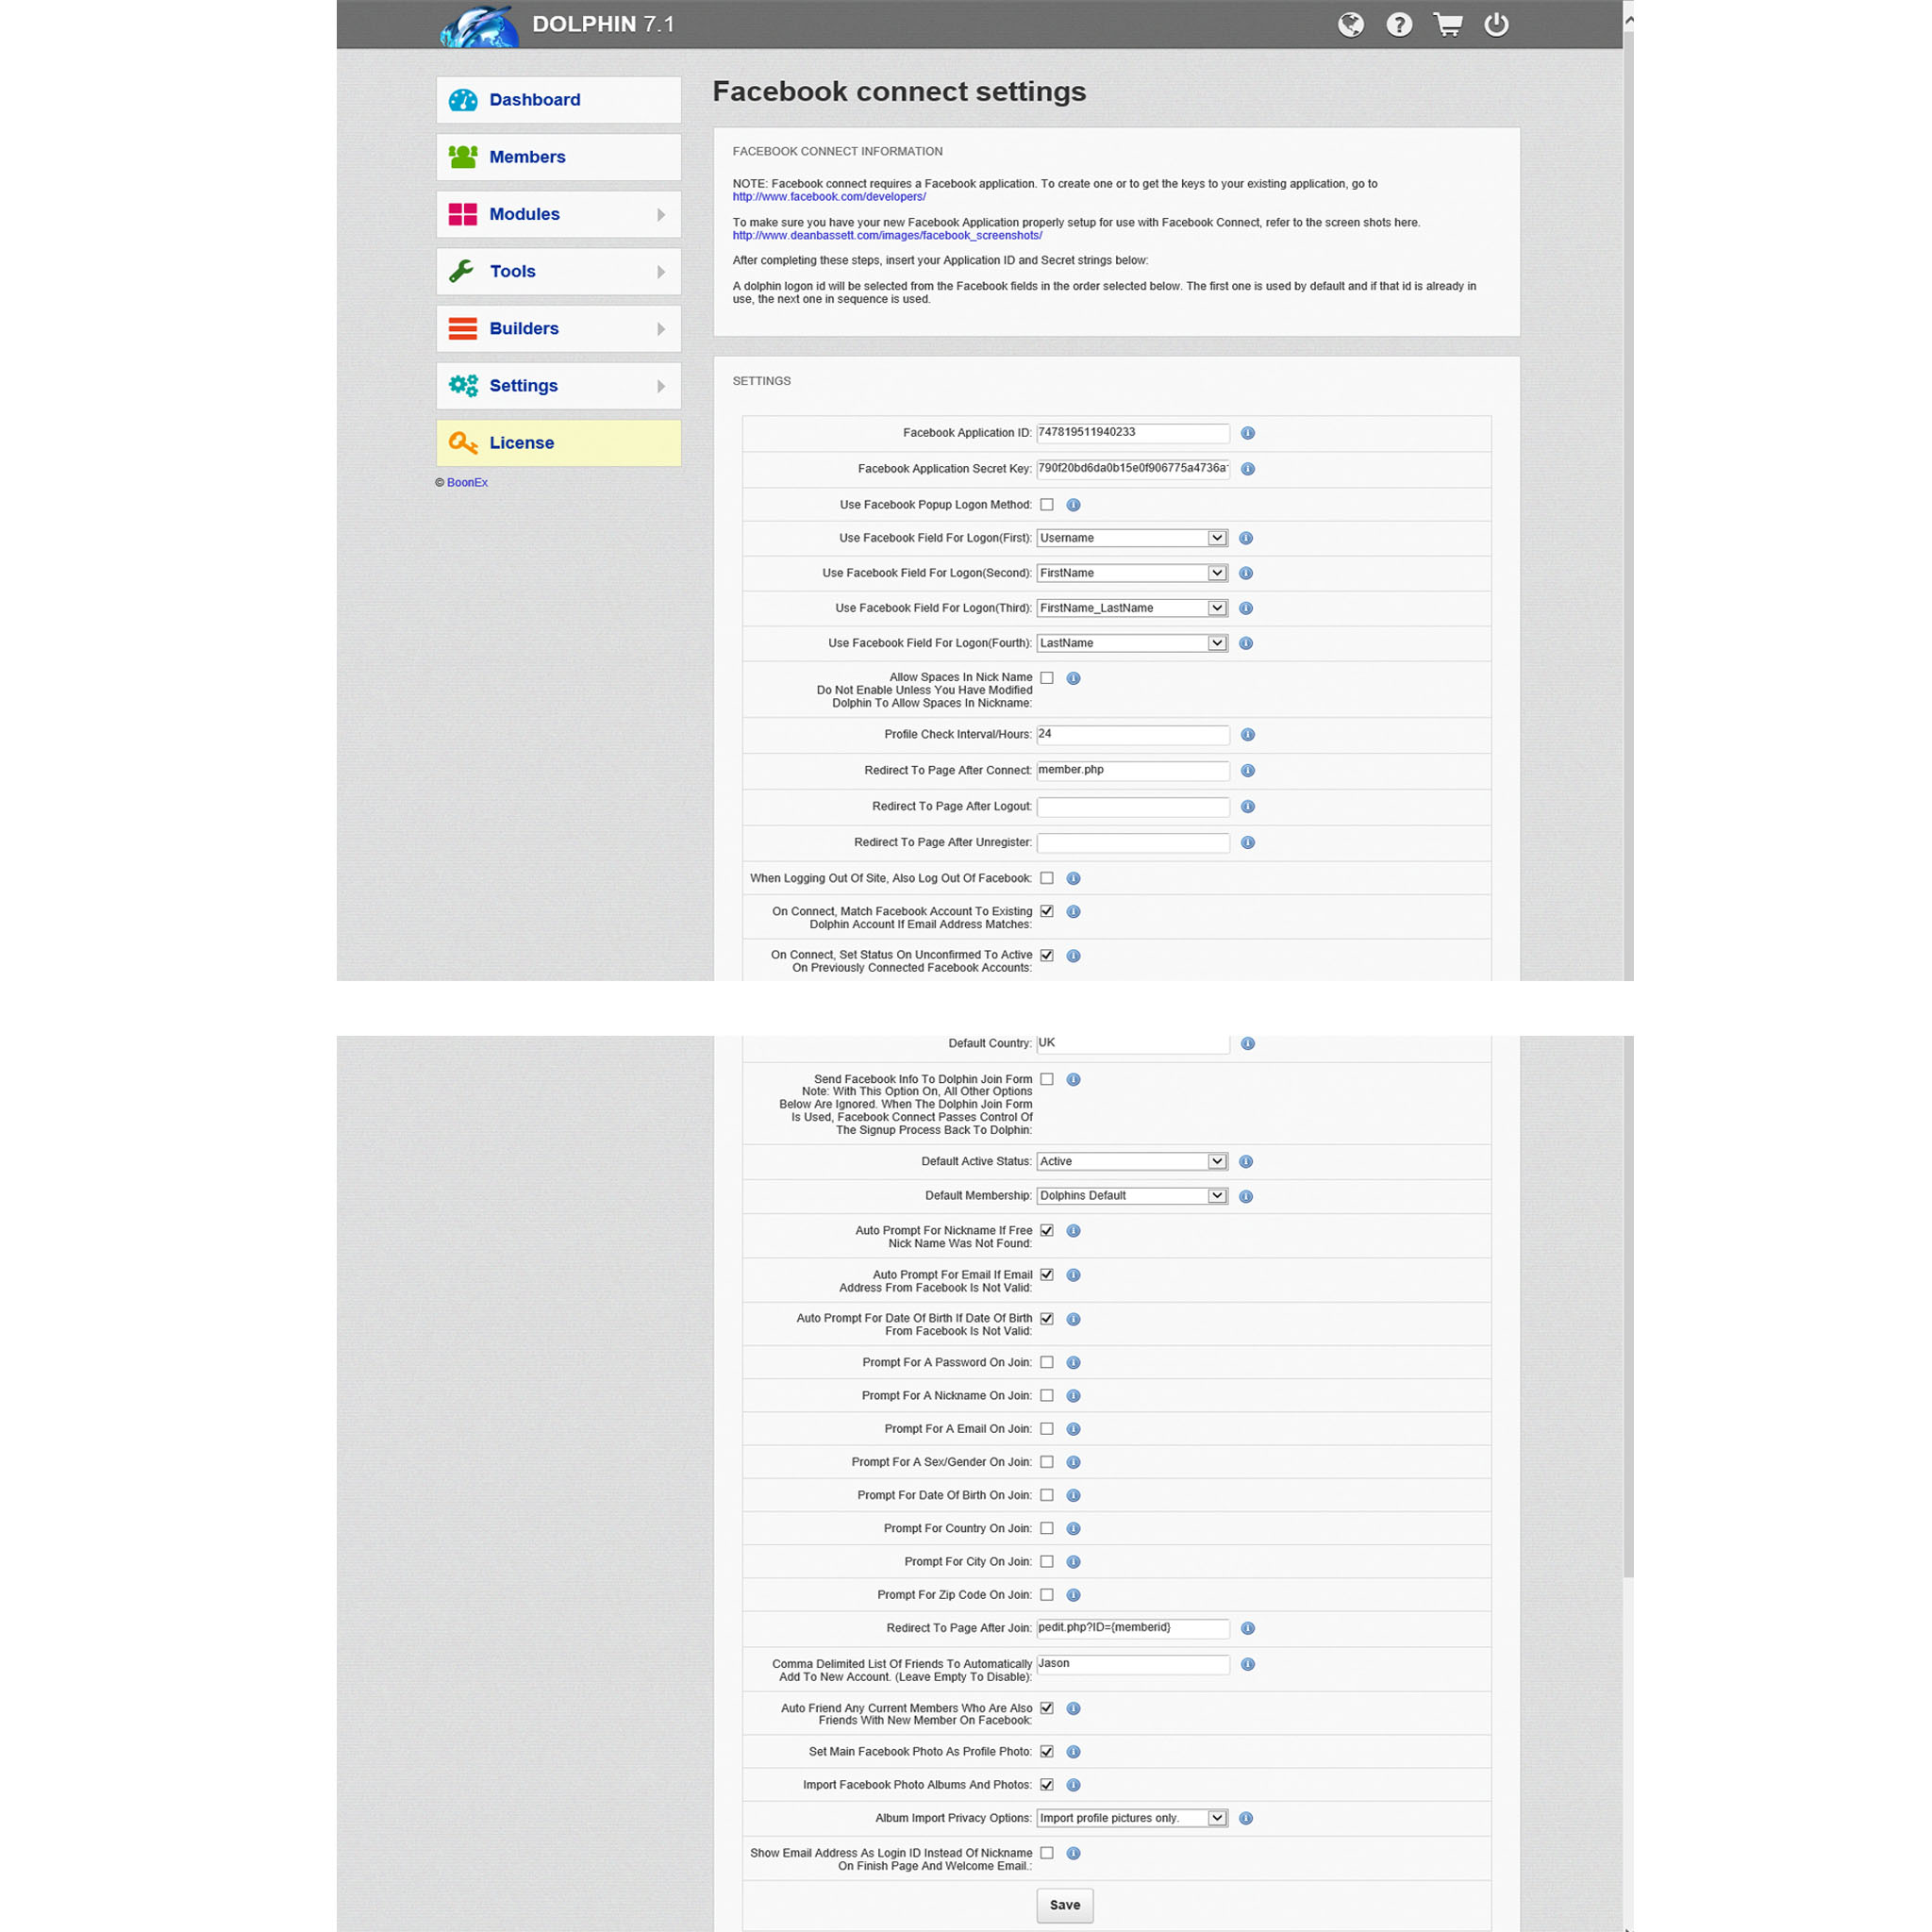 DOLPHIN 7.1
Dashboard
Members
Modules
Tools
Builders
Settings
License
© BoonEx
Facebook connect settings
FACEBOOK CONNECT INFORMATION
NOTE: Facebook connect requires a Facebook application. To create one or to get the keys to your existing application, go to
http://www.facebook.com/developers/
To make sure you have your new Facebook Application properly setup for use with Facebook Connect, refer to the screen shots here.
http://www.deanbassett.com/images/facebook_screenshots/
After completing these steps, insert your Application ID and Secret strings below:
A dolphin logon id will be selected from the Facebook fields in the order selected below. The first one is used by default and if that id is already in
use, the next one in sequence is used.
SETTINGS
Facebook Application ID: 747819511940233
Facebook Application Secret Key: 790f20bd6da0b15e0f906775a4736a
Use Facebook Popup Logon Method:
Use Facebook Field For Logon(First): Username
Use Facebook Field For Logon(Second): FirstName
Use Facebook Field For Logon(Third): FirstName_LastName
Use Facebook Field For Logon(Fourth): LastName
Allow Spaces In Nick Name
Do Not Enable Unless You Have Modified
Dolphin To Allow Spaces In Nickname:
Profile Check Interval/Hours: 24
Redirect To Page After Connect: member.php
Redirect To Page After Logout:
Redirect To Page After Unregister:
When Logging Out Of Site, Also Log Out Of Facebook:
On Connect, Match Facebook Account To Existing
Dolphin Account If Email Address Matches:
On Connect, Set Status On Unconfirmed To Active
On Previously Connected Facebook Accounts:
Default Country: UK
Send Facebook Info To Dolphin Join Form
Note: With This Option On, All Other Options
Below Are Ignored. When The Dolphin Join Form
Is Used, Facebook Connect Passes Control Of
The Signup Process Back To Dolphin:
Default Active Status: Active
Default Membership: Dolphins Default
Auto Prompt For Nickname If Free
Nick Name Was Not Found:
Auto Prompt For Email If Email
Address From Facebook Is Not Valid:
Auto Prompt For Date Of Birth If Date Of Birth
From Facebook Is Not Valid:
Prompt For A Password On Join:
Prompt For A Nickname On Join:
Prompt For A Email On Join:
Prompt For A Sex/Gender On Join:
Prompt For Date Of Birth On Join:
Prompt For Country On Join:
Prompt For City On Join:
Prompt For Zip Code On Join:
Redirect To Page After Join: pedit.php?ID={memberid}
Comma Delimited List Of Friends To Automatically Jason
Add To New Account. (Leave Empty To Disable):
Auto Friend Any Current Members Who Are Also
Friends With New Member On Facebook:
Set Main Facebook Photo As Profile Photo:
Import Facebook Photo Albums And Photos:
Album Import Privacy Options: Import profile pictures only.
Show Email Address As Login ID Instead Of Nickname
On Finish Page And Welcome Email.:
Save